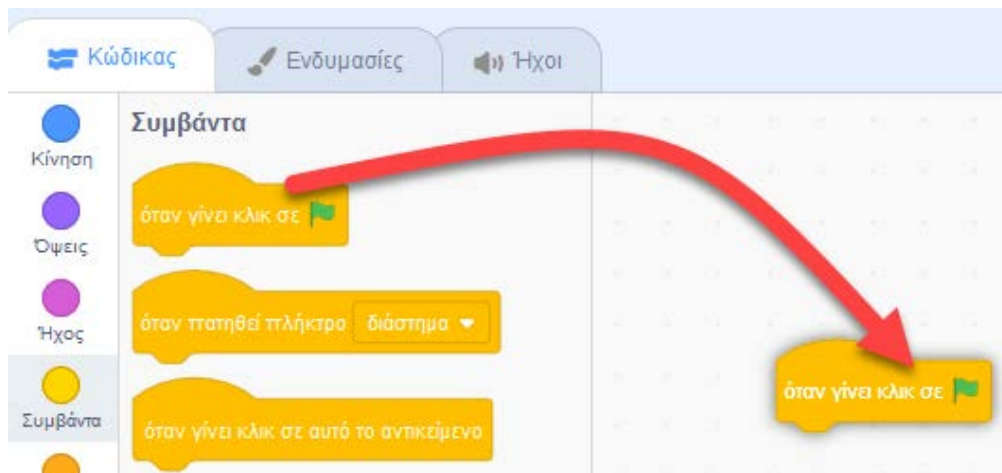 Κώδικας Ενδυμασίες Ήχοι
Κίνηση
Όψεις
Ήχος
Συμβάντα
Συμβάντα
όταν γίνει κλικ σε
όταν πατηθεί πλήκτρο διάστημα
όταν γίνει κλικ σε αυτό το αντικείμενο
όταν γίνει κλικ σε